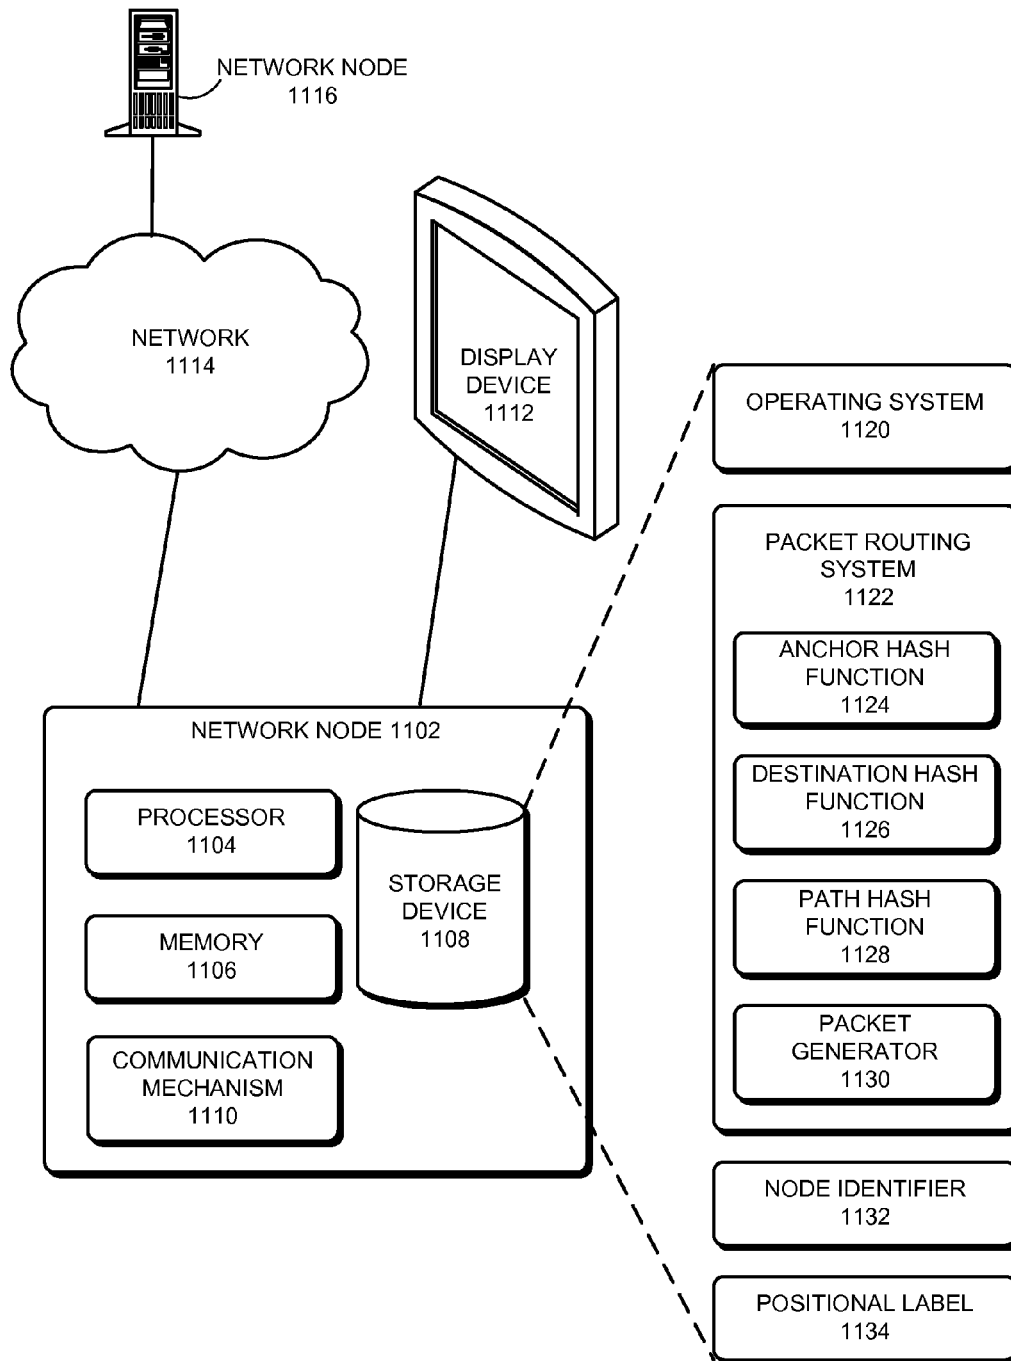 NETWORK NODE
1116
NETWORK
1114
DISPLAY
DEVICE
1112
OPERATING SYSTEM
1120
PACKET ROUTING
SYSTEM
1122
ANCHOR HASH
FUNCTION
1124
DESTINATION HASH
FUNCTION
1126
PATH HASH
FUNCTION
1128
PACKET
GENERATOR
1130
NETWORK NODE 1102
PROCESSOR
1104
MEMORY
1106
COMMUNICATION
MECHANISM
1110
STORAGE
DEVICE
1108
NODE IDENTIFIER
1132
POSITIONAL LABEL
1134